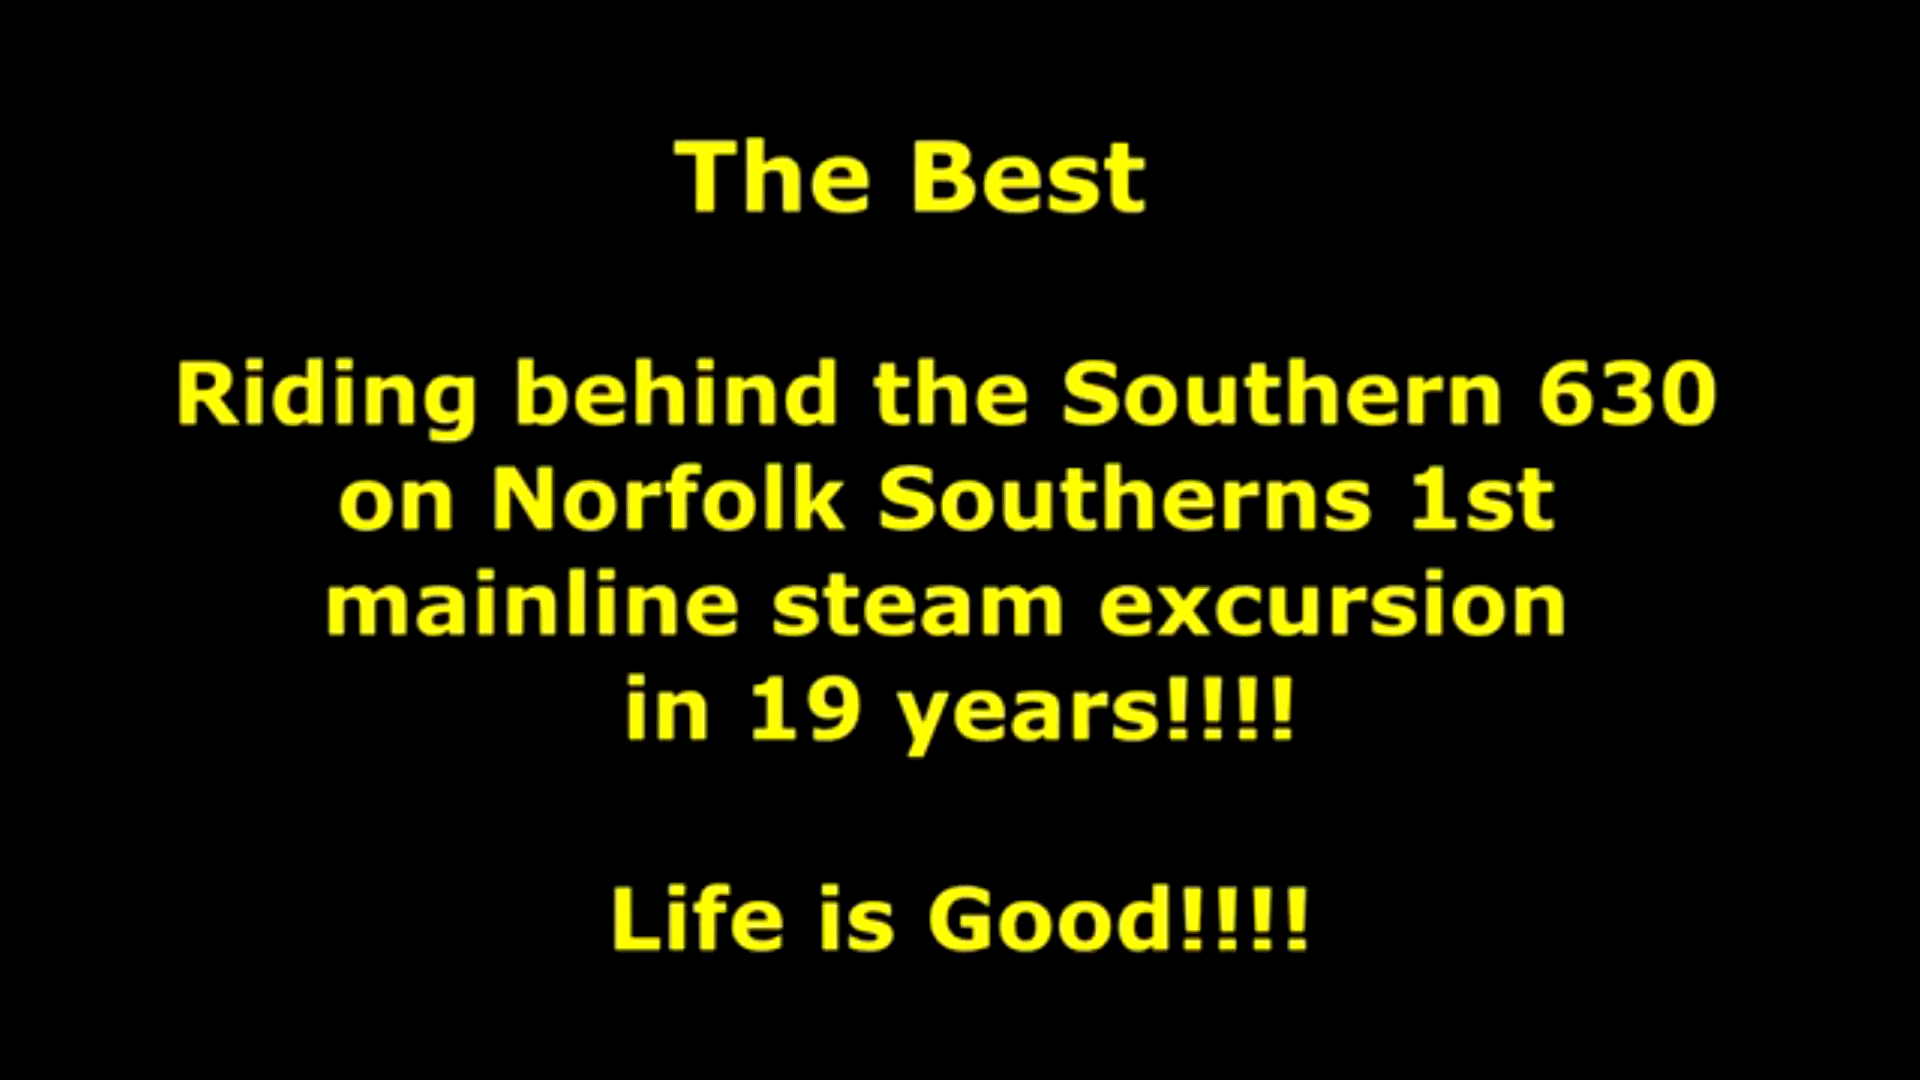 The Best
Riding behind the Southern 630
on Norfolk Southerns 1st
mainline steam excursion
in 19 years!!!!
Life is Good!!!!